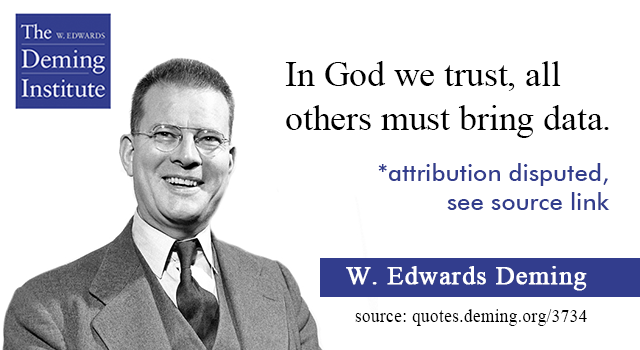 The W. EDWARDS
Deming
Institute
In God we trust, all
others must bring data.
*attribution disputed,
see source link
W. Edwards Deming
source: quotes.deming.org/3734